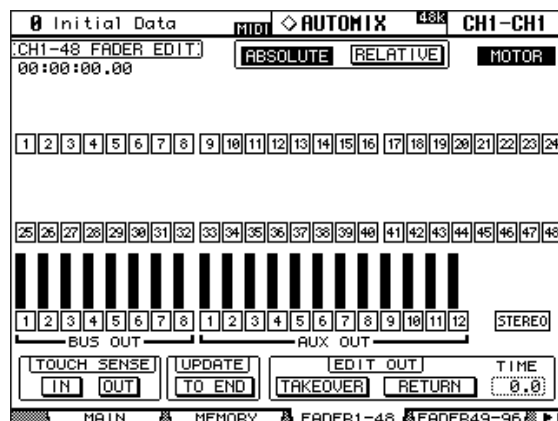 0 Initial Data MIDI ◇AUTOMIX 48K CH1-CH1
CH1-48 FADER EDIT ABSOLUTE RELATIVE MOTOR
00:00:00.00
1 2 3 4 5 6 7 8 9 10 11 12 13 14 15 16 17 18 19 20 21 22 23 24
25 26 27 28 29 30 31 32 33 34 35 36 37 38 39 40 41 42 43 44 45 46 47 48
1 2 3 4 5 6 7 8 1 2 3 4 5 6 7 8 9 10 11 12 STEREO
BUS OUT AUX OUT
TOUCH SENSE UPDATE EDIT OUT TIME
IN OUT TO END TAKEOVER RETURN 0.0
MAIN MEMORY FADER1-48 FADER49-96